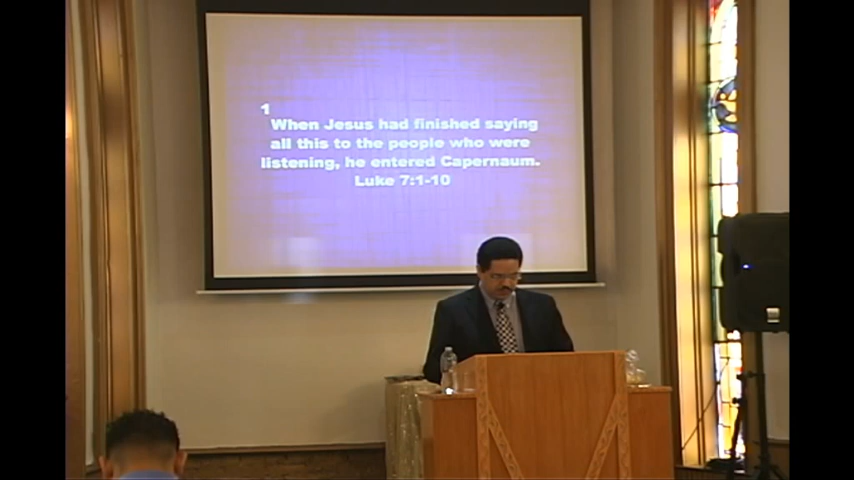 1
When Jesus had finished saying
all this to the people who were
listening, he entered Capernaum.
Luke 7:1-10